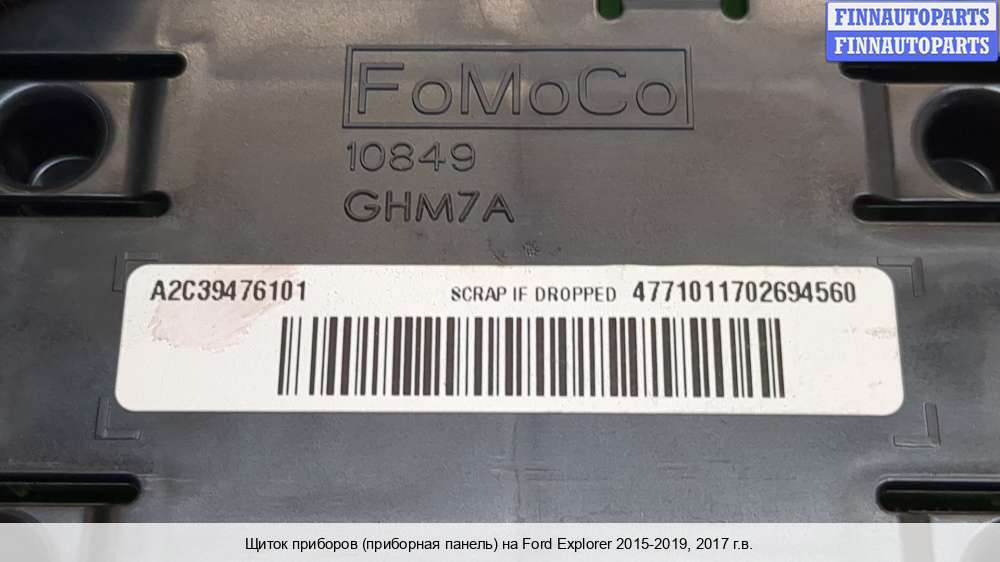 FINNAUTOPARTS
FINNAUTOPARTS
FoMoCo
10849
GHM7A
A2C39476101 SCRAP IF DROPPED 4771011702694560
Щиток приборов (приборная панель) на Ford Explorer 2015-2019, 2017 г.в.